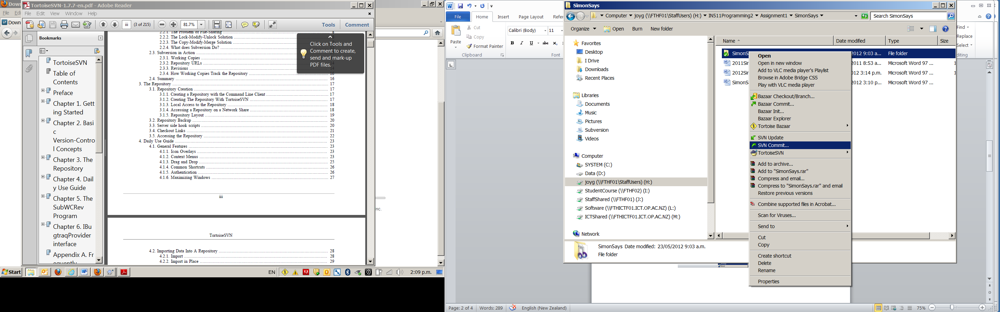 Down
TortoiseSVN-1.7.7-en.pdf - Adobe Reader
File
Edi
File Edit View Window Help
Down
iii (3 of 215) 81.7% Tools Comment
Bookmarks
TortoiseSVN
Table of
Contents
Preface
Chapter 1. Gett
ing Started
Chapter 2. Basi
c
Version-Contro
l Concepts
Chapter 3. The
Repository
Chapter 4. Dail
y Use Guide
Chapter 5. The
SubWCRev
Program
Chapter 6. IBu
gtraqProvider
interface
Appendix A. Fr
equently
2.2.1. The Problem of File-Sharing 8
2.2.2. The Lock-Modify-Unlock Solution
2.2.3. The Copy-Modify-Merge Solution
2.2.4. What does Subversion Do?
2.3. Subversion in Action
2.3.1. Working Copies
2.3.2. Repository URLs 14
2.3.3. Revisions 14
2.3.4. How Working Copies Track the Repository 16
2.4. Summary 16
3. The Repository 17
3.1. Repository Creation 17
3.1.1. Creating a Repository with the Command Line Client 17
3.1.2. Creating The Repository With TortoiseSVN 17
3.1.3. Local Access to the Repository 18
3.1.4. Accessing a Repository on a Network Share 18
3.1.5. Repository Layout 19
3.2. Repository Backup 20
3.3. Server side hook scripts 20
3.4. Checkout Links 21
3.5. Accessing the Repository 22
4. Daily Use Guide 23
4.1. General Features 23
4.1.1. Icon Overlays 23
4.1.2. Context Menus 23
4.1.3. Drag and Drop 25
4.1.4. Common Shortcuts 26
4.1.5. Authentication 26
4.1.6. Maximizing Windows 27
iii
TortoiseSVN
4.2. Importing Data Into A Repository 28
4.2.1. Import 28
4.2.2. Import in Place 29
Click on Tools and
Comment to create,
send and mark-up
PDF files.
nc.
Start
EN
2:09 p.m.
File Home Insert Page Layout Refer
Paste
Cut
Copy
Format Painter
Clipboard
Calibri (Body) 11
B I U abc X₂
Font
Find
Replace
Select
diting
Page: 2 of 4 Words: 289 English (New Zealand) 75%
SimonSays
Computer joyg (\\FTHF01\StaffUsers) (H:) IN511Programming2 Assignment1 SimonSays
Search SimonSays
Organize Open Burn New folder
Favorites
Desktop
I Drive
Downloads
Recent Places
Libraries
Documents
Music
Pictures
Subversion
Videos
Computer
SYSTEM (C:)
Data (D:)
joyg (\\FTHF01\StaffUsers) (H:)
StudentCourse (\\FTHF02) (I:)
StaffShared (\\FTHF01) (J:)
Software (\\FTHICTF01.ICT.OP.AC.NZ) (L:)
ICTShared (\\FTHICTF01.ICT.OP.AC.NZ) (M:)
Network
Name Date modified Type Size
SimonS 2012 9:03 a... File folder
2011Sin 2011 8:53 a... Microsoft Word 97 ... 1
2012Sin 012 3:14 p.m. Microsoft Word 97 ... 1
SimonSa 2012 3:10 p... Microsoft Word 97 ...
SimonSays Date modified: 23/05/2012 9:03 a.m.
File folder
Open
Open in new window
Add to VLC media player's Playlist
Browse in Adobe Bridge CS5
Play with VLC media player
Bazaar Checkout/Branch...
Bazaar Commit...
Bazaar Init...
Bazaar Explorer
Tortoise Bazaar
SVN Update
SVN Commit...
TortoiseSVN
Add to archive...
Add to "SimonSays.rar"
Compress and email...
Compress to "SimonSays.rar" and email
Restore previous versions
Combine supported files in Acrobat...
Scan for Viruses...
Send to
Cut
Copy
Create shortcut
Delete
Rename
Properties